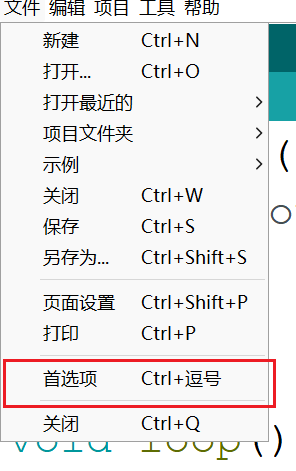 文件 编辑 项目 工具 帮助
新建 Ctrl+N
打开... Ctrl+O
打开最近的
项目文件夹
示例
关闭 Ctrl+W
保存 Ctrl+S
另存为... Ctrl+Shift+S
页面设置 Ctrl+Shift+P
打印 Ctrl+P
首选项 Ctrl+逗号
关闭 Ctrl+Q
(
o
void loop()